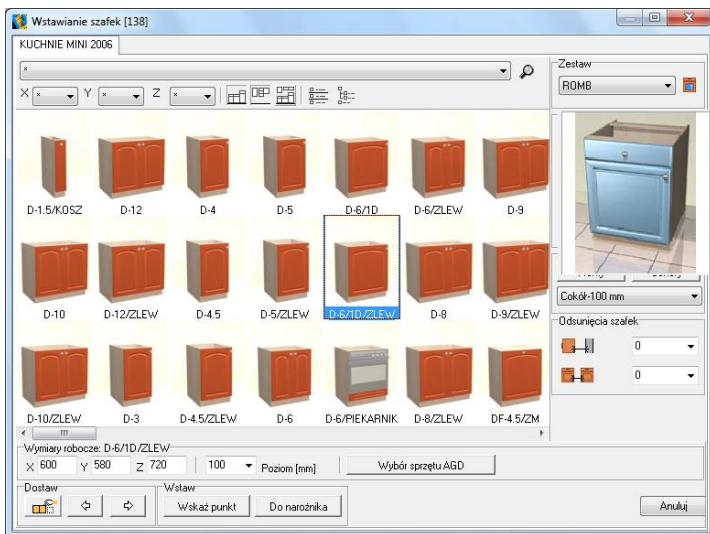 Wstawianie szafek [138]
KUCHNIE MINI 2006
Zestaw
ROMB
X Y Z
D-1.5/KOSZ D-12 D-4 D-5 D-6/1D D-6/ZLEW D-9
D-10 D-12/ZLEW D-4.5 D-5/ZLEW D-6/1D/ZLEW D-8 D-9/ZLEW
Cokół-100 mm
Odsunięcia szafek
0
0
D-10/ZLEW D-3 D-4.5/ZLEW D-6 D-6/PIEKARNIK D-8/ZLEW DF-4.5/ZM
Wymiary robocze: D-6/1D/ZLEW
X 600 Y 580 Z 720 100 Poziom [mm] Wybór sprzętu AGD
Dostaw Wstaw
Wskaż punkt Do narożnika Anuluj